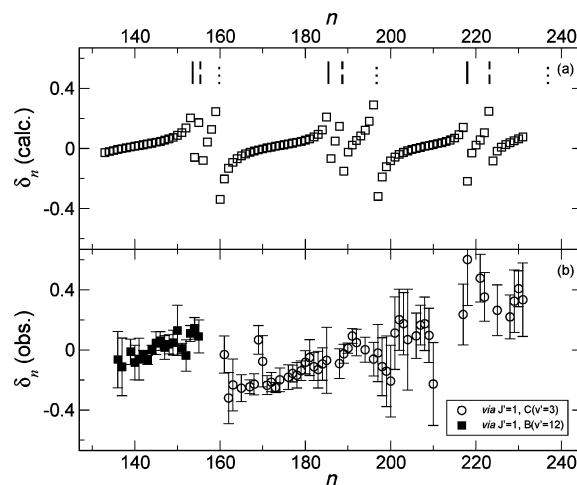 n
140 160 180 200 220 240
(a)
0.4
0
-0.4
δn (calc.)
(b)
0.4
0
-0.4
δn (obs.)
via J'=1, C(v'=3)
via J'=1, B(v'=12)
140 160 180 200 220 240
n